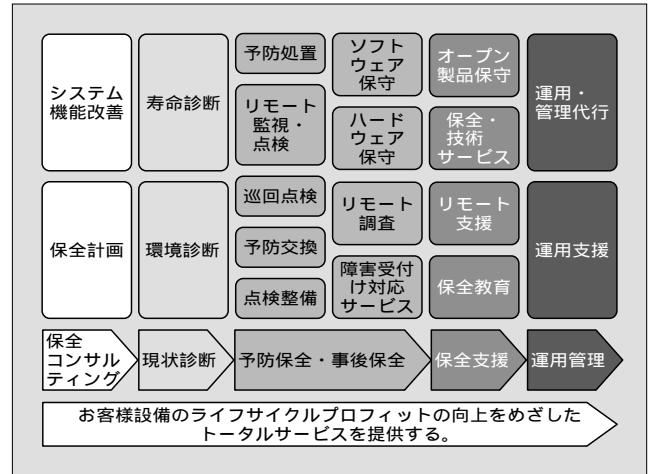 システム
機能改善
寿命診断
予防処置
リモート
監視・
点検
ソフト
ウェア
保守
ハード
ウェア
保守
オープン
製品保守
保全・
技術
サービス
運用・
管理代行
保全計画
環境診断
巡回点検
予防交換
点検整備
リモート
調査
障害受付
け対応
サービス
リモート
支援
保全教育
運用支援
保全
コンサル
ティング
現状診断
予防保全・事後保全
保全支援
運用管理
お客様設備のライフサイクルプロフィットの向上をめざした
トータルサービスを提供する。